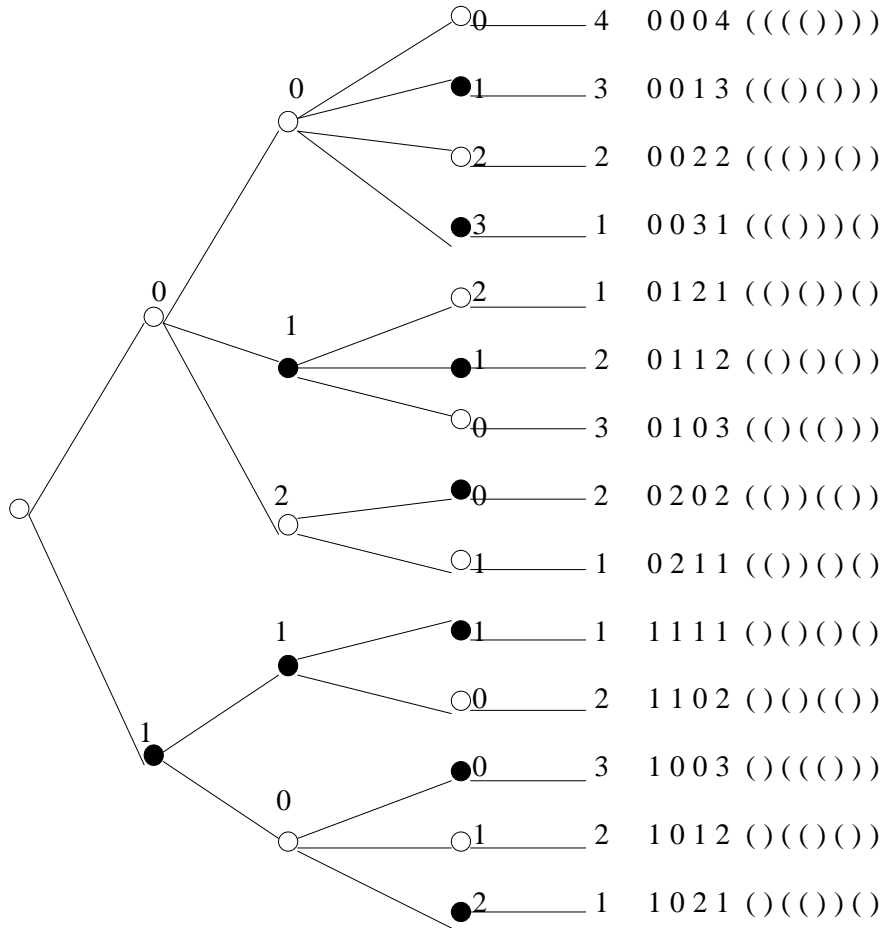 0 4 0 0 0 4 ( ( ( ( ) ) ) )
0
1 3 0 0 1 3 ( ( ( ) ( ) ) )
2 2 0 0 2 2 ( ( ( ) ) ( ) )
3 1 0 0 3 1 ( ( ( ) ) ) ( )
0 2 1 0 1 2 1 ( ( ) ( ) ) ( )
1
1 2 0 1 1 2 ( ( ) ( ) ( ) )
0 3 0 1 0 3 ( ( ) ( ( ) ) )
2 0 2 0 2 0 2 ( ( ) ) ( ( ) )
1 1 0 2 1 1 ( ( ) ) ( ) ( )
1 1 1 1 1 1 1 ( ) ( ) ( ) ( )
0 2 1 1 0 2 ( ) ( ) ( ( ) )
1
0 3 1 0 0 3 ( ) ( ( ( ) ) )
0
1 2 1 0 1 2 ( ) ( ( ) ( ) )
2 1 1 0 2 1 ( ) ( ( ) ) ( )